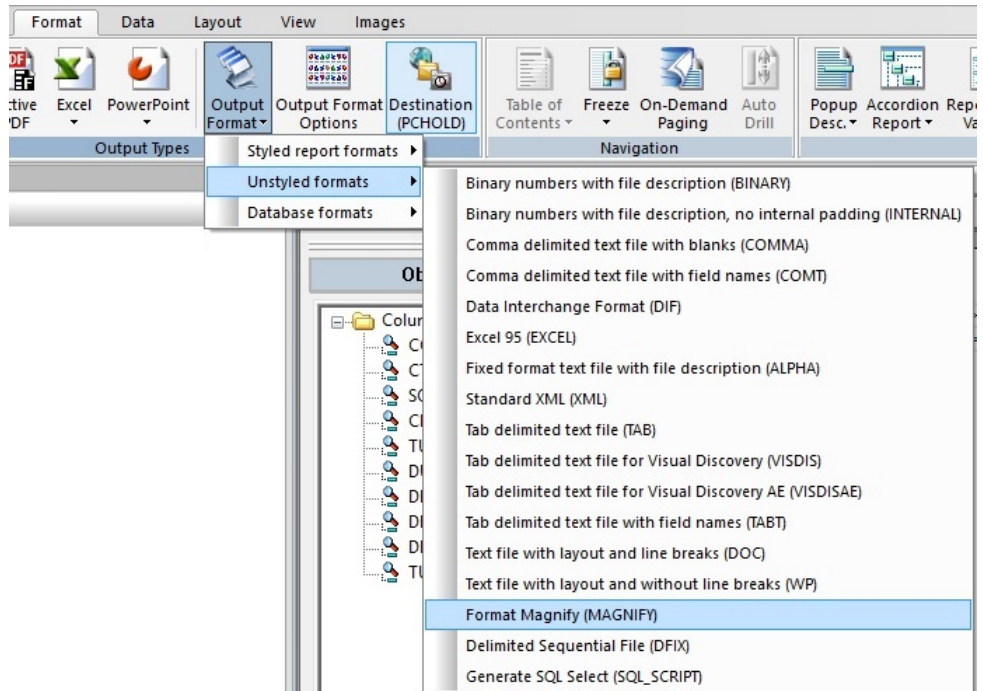 Format Data Layout View Images
Excel PowerPoint Output Format Output Format Options Destination (PCHOLD) Table of Contents Freeze On-Demand Paging Auto Drill Popup Desc. Accordion Report
Output Types Navigation
Styled report formats
Unstyled formats
Database formats
Binary numbers with file description (BINARY)
Binary numbers with file description, no internal padding (INTERNAL)
Comma delimited text file with blanks (COMMA)
Comma delimited text file with field names (COMT)
Data Interchange Format (DIF)
Excel 95 (EXCEL)
Fixed format text file with file description (ALPHA)
Standard XML (XML)
Tab delimited text file (TAB)
Tab delimited text file for Visual Discovery (VISDIS)
Tab delimited text file for Visual Discovery AE (VISDISAE)
Tab delimited text file with field names (TABT)
Text file with layout and line breaks (DOC)
Text file with layout and without line breaks (WP)
Format Magnify (MAGNIFY)
Delimited Sequential File (DFIX)
Generate SQL Select (SQL_SCRIPT)